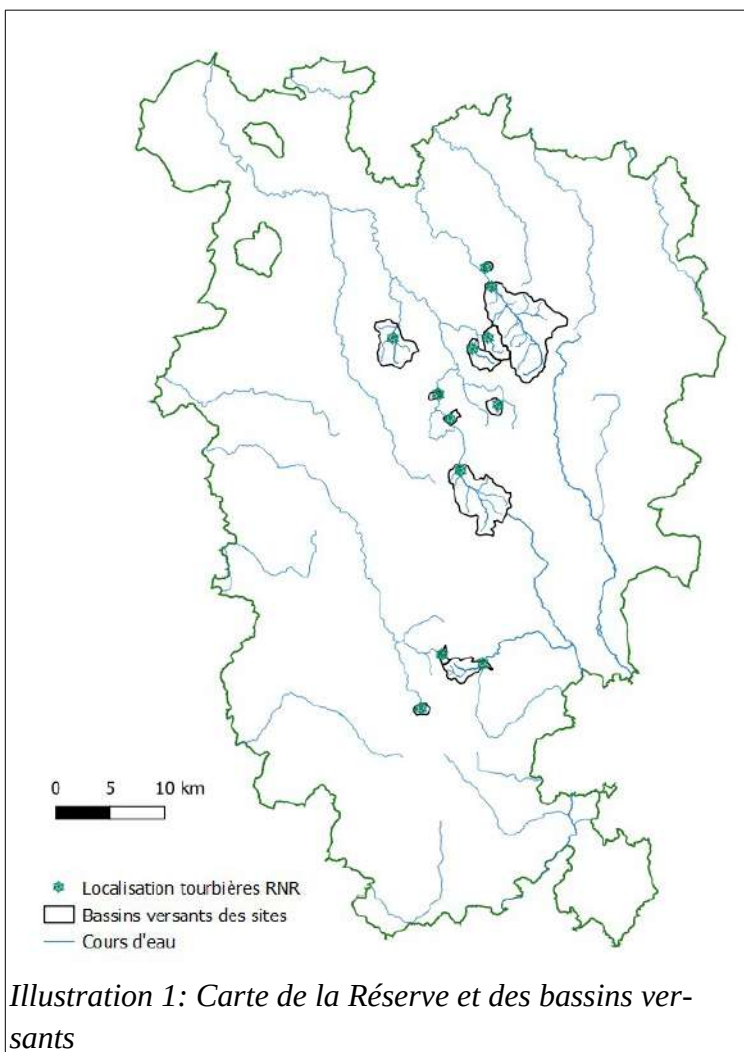 0 5 10 km
Localisation tourbières RNR
Bassins versants des sites
Cours d'eau
Illustration 1: Carte de la Réserve et des bassins ver-
sants